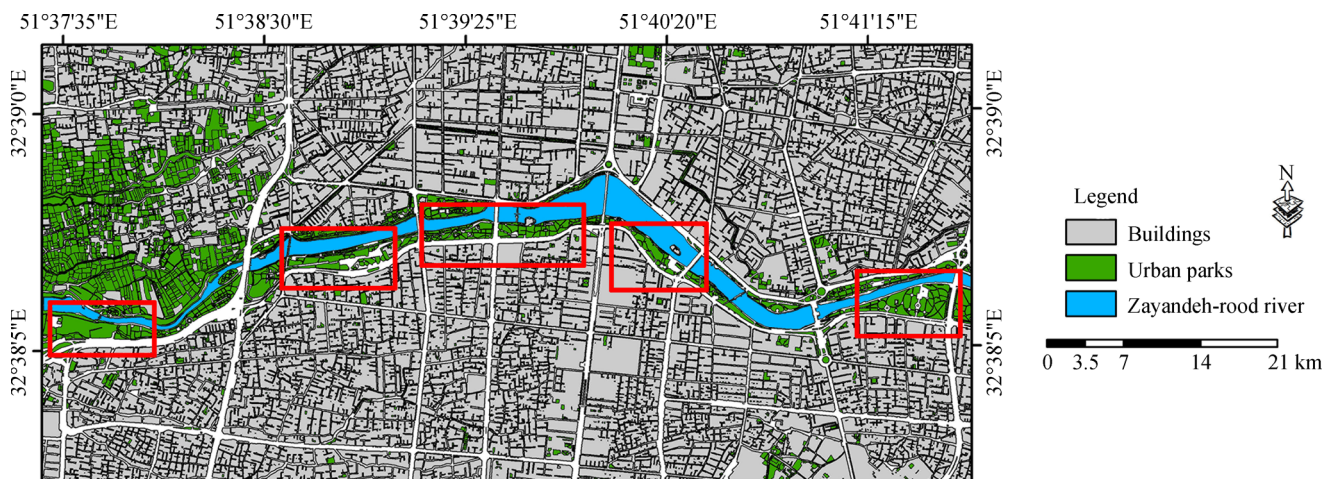 51°37'35"E 51°38'30"E 51°39'25"E 51°40'20"E 51°41'15"E
32°39'0"E
32°38'5"E
32°39'0"E
32°38'5"E
N
Legend
Buildings
Urban parks
Zayandeh-rood river
0 3.5 7 14 21 km